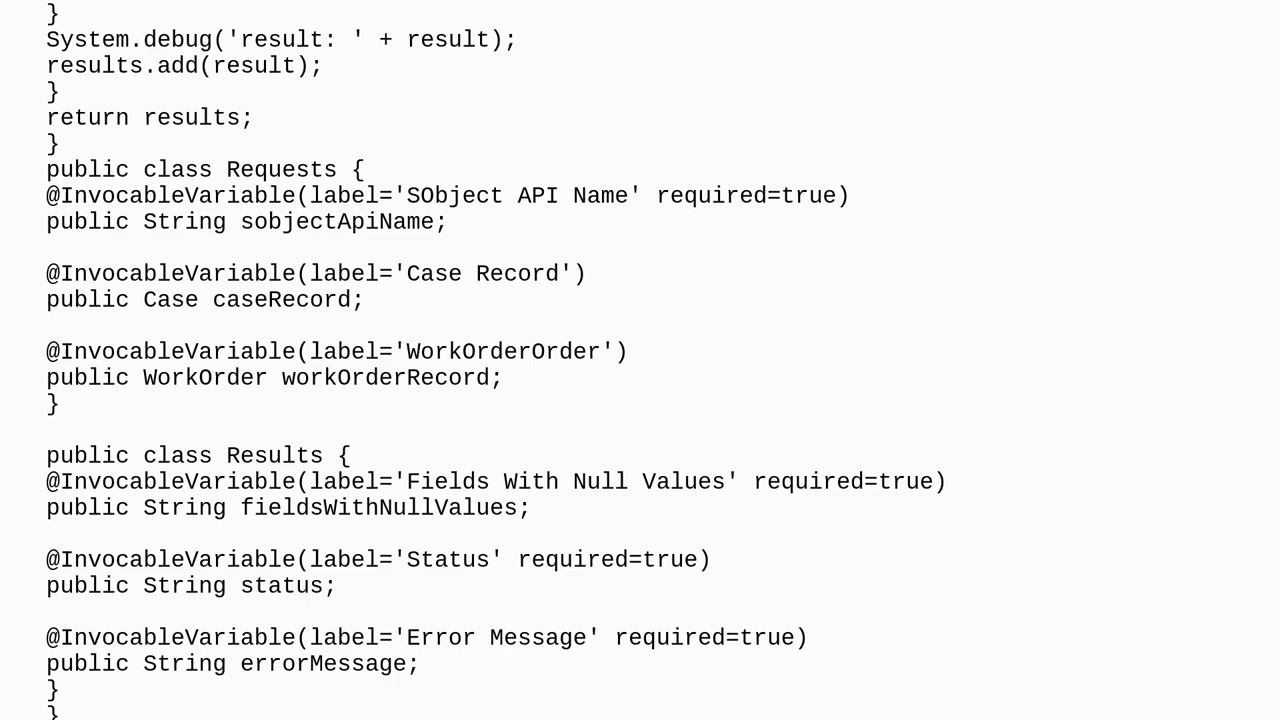 }
System.debug('result: ' + result);
results.add(result);
}
return results;
}
public class Requests {
@InvocableVariable(label='SObject API Name' required=true)
public String sobjectApiName;
@InvocableVariable(label='Case Record')
public Case caseRecord;
@InvocableVariable(label='WorkOrderOrder')
public WorkOrder workOrderRecord;
}
public class Results {
@InvocableVariable(label='Fields With Null Values' required=true)
public String fieldsWithNullValues;
@InvocableVariable(label='Status' required=true)
public String status;
@InvocableVariable(label='Error Message' required=true)
public String errorMessage;
}
}